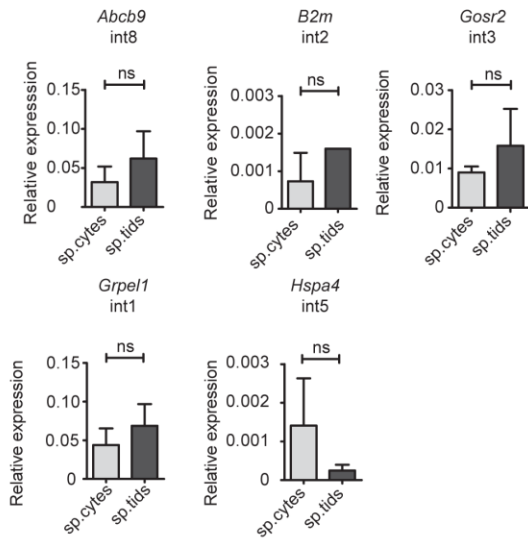 Abcb9
int8
Relative expresssion
0.15
0.10
0.05
0
ns
sp.cytes
sp.tids
B2m
int2
Relative expression
0.003
0.002
0.001
0
ns
sp.cytes
sp.tids
Gosr2
int3
Relative expression
0.03
0.02
0.01
0
ns
sp.cytes
sp.tids
Grpel1
int1
Relative expression
0.15
0.10
0.05
0
ns
sp.cytes
sp.tids
Hspa4
int5
Relative expression
0.003
0.002
0.001
0
ns
sp.cytes
sp.tids